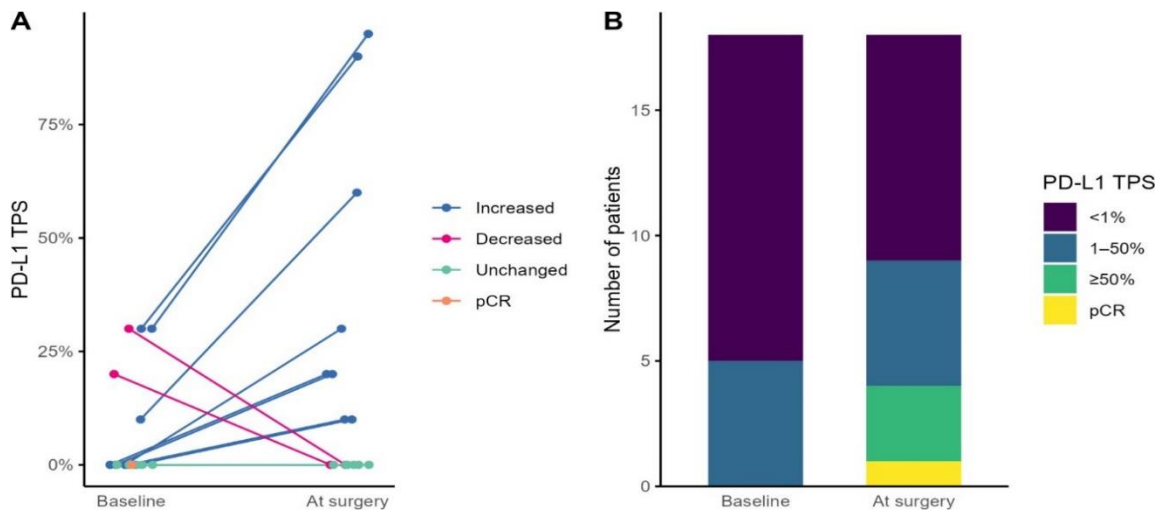 A
PD-L1 TPS
75%
50%
25%
0%
Baseline
At surgery
Increased
Decreased
Unchanged
pCR
B
Number of patients
15
10
5
0
Baseline
At surgery
PD-L1 TPS
<1%
1–50%
≥50%
pCR